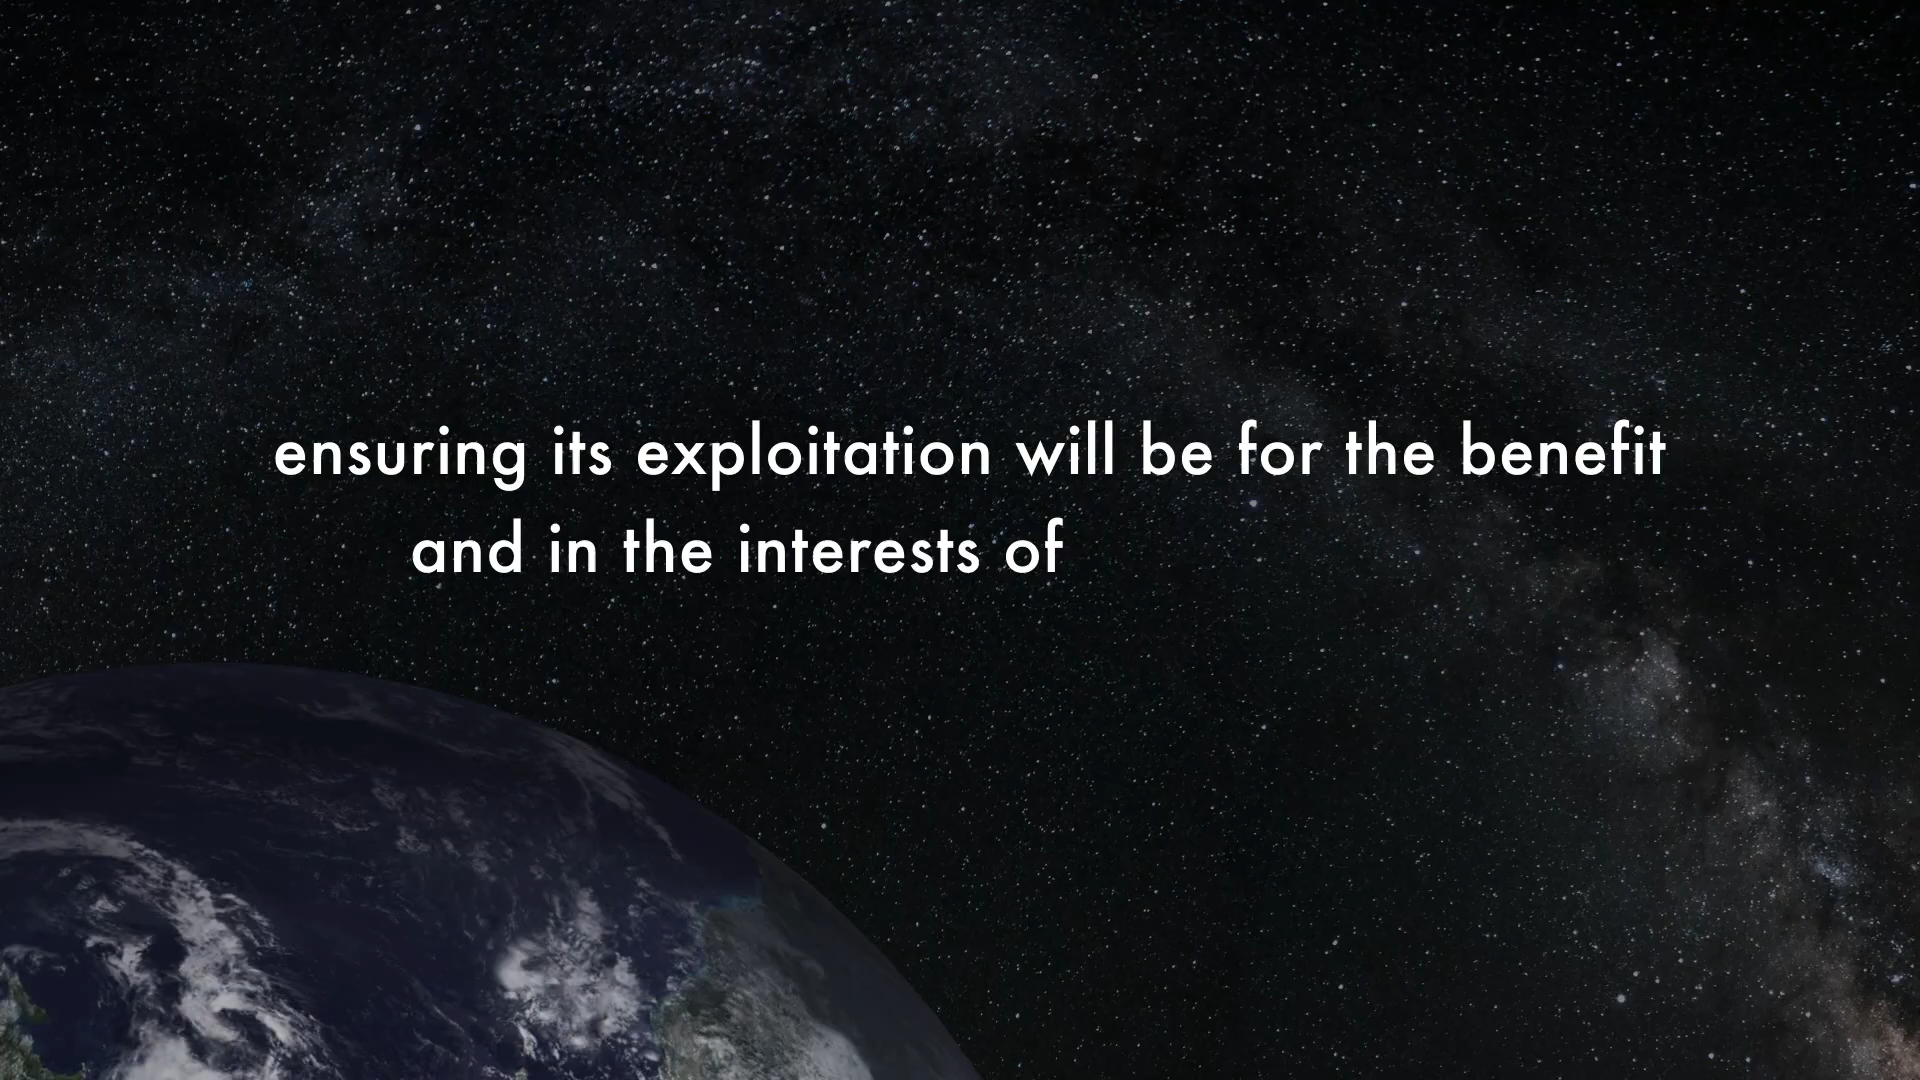 ensuring its exploitation will be for the benefit
and in the interests of